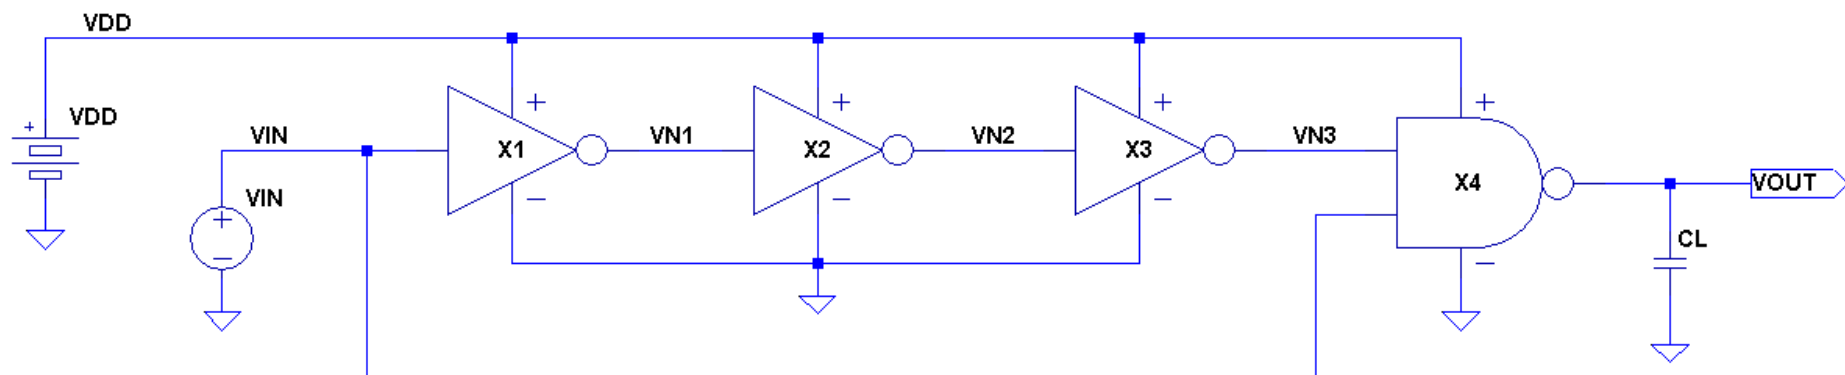 VDD
VDD
+
VIN
VIN
+
−
X1
+
−
VN1
X2
+
−
VN2
X3
+
−
VN3
X4
+
−
VOUT
CL